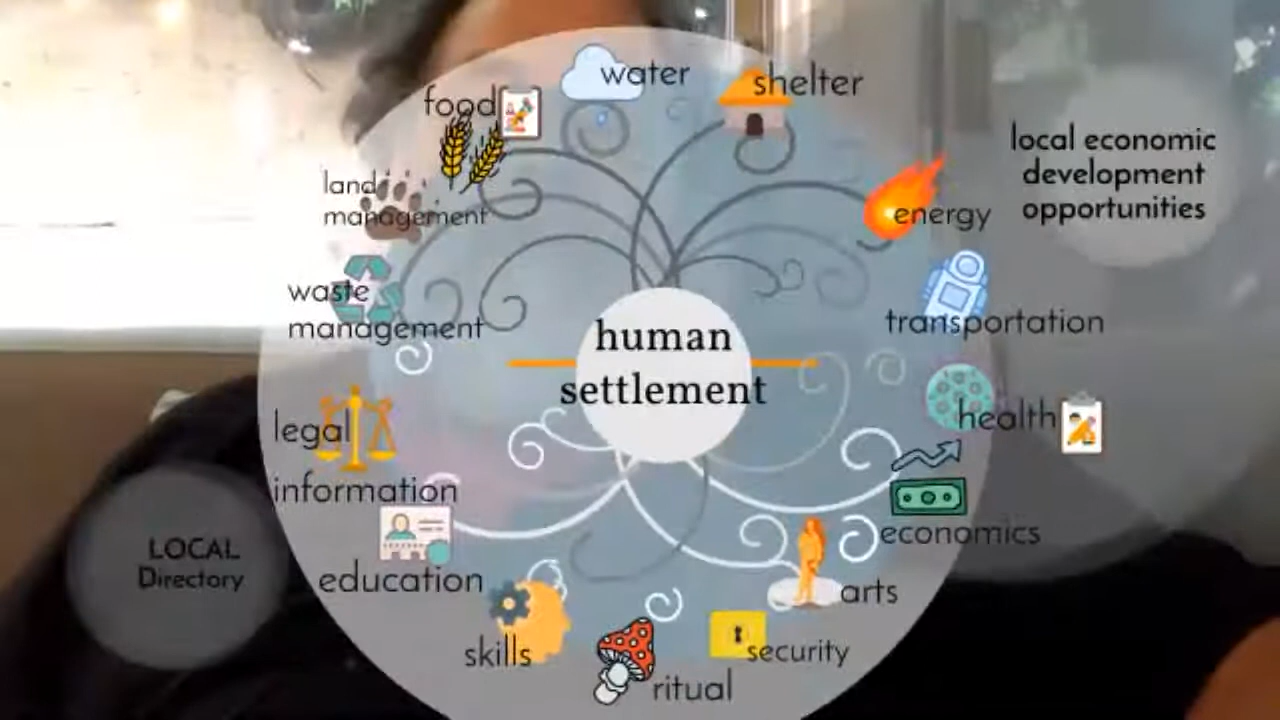 water
shelter
food
land
management
energy
local economic
development
opportunities
waste
management
transportation
human
settlement
legal
information
health
economics
LOCAL
Directory
education
arts
skills
security
ritual